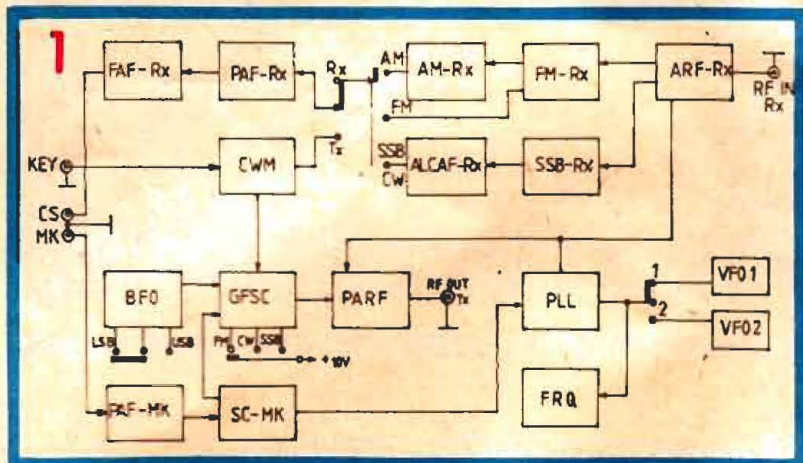 1
FAF-Rx
PAF-Rx
Rx
AM
AM-Rx
FM-Rx
ARF-Rx
RF IN
Rx
FM
Tx
KEY
CWM
SSB
CW
ALCAF-Rx
SSB-Rx
CS
MK
BFO
GFSC
PARF
RF OUT
Tx
PLL
1
2
VFO1
VFO2
LSB
USB
FM
CW
SSB
+10V
PAF-MK
SC-MK
FRQ